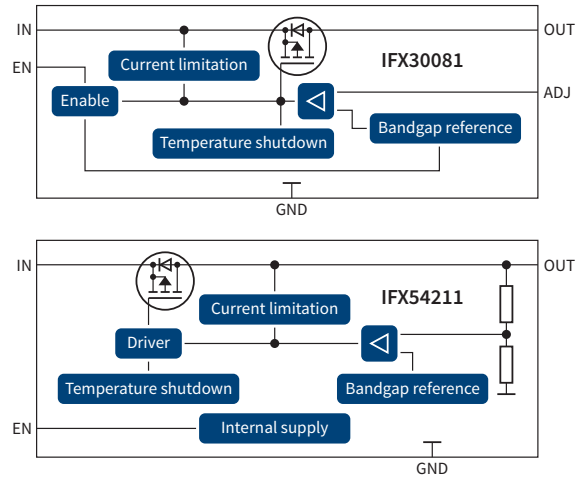 IN
OUT
Current limitation
IFX30081
EN
Enable
ADJ
Bandgap reference
Temperature shutdown
GND
IN
OUT
Current limitation
IFX54211
Driver
Temperature shutdown
Bandgap reference
EN
Internal supply
GND